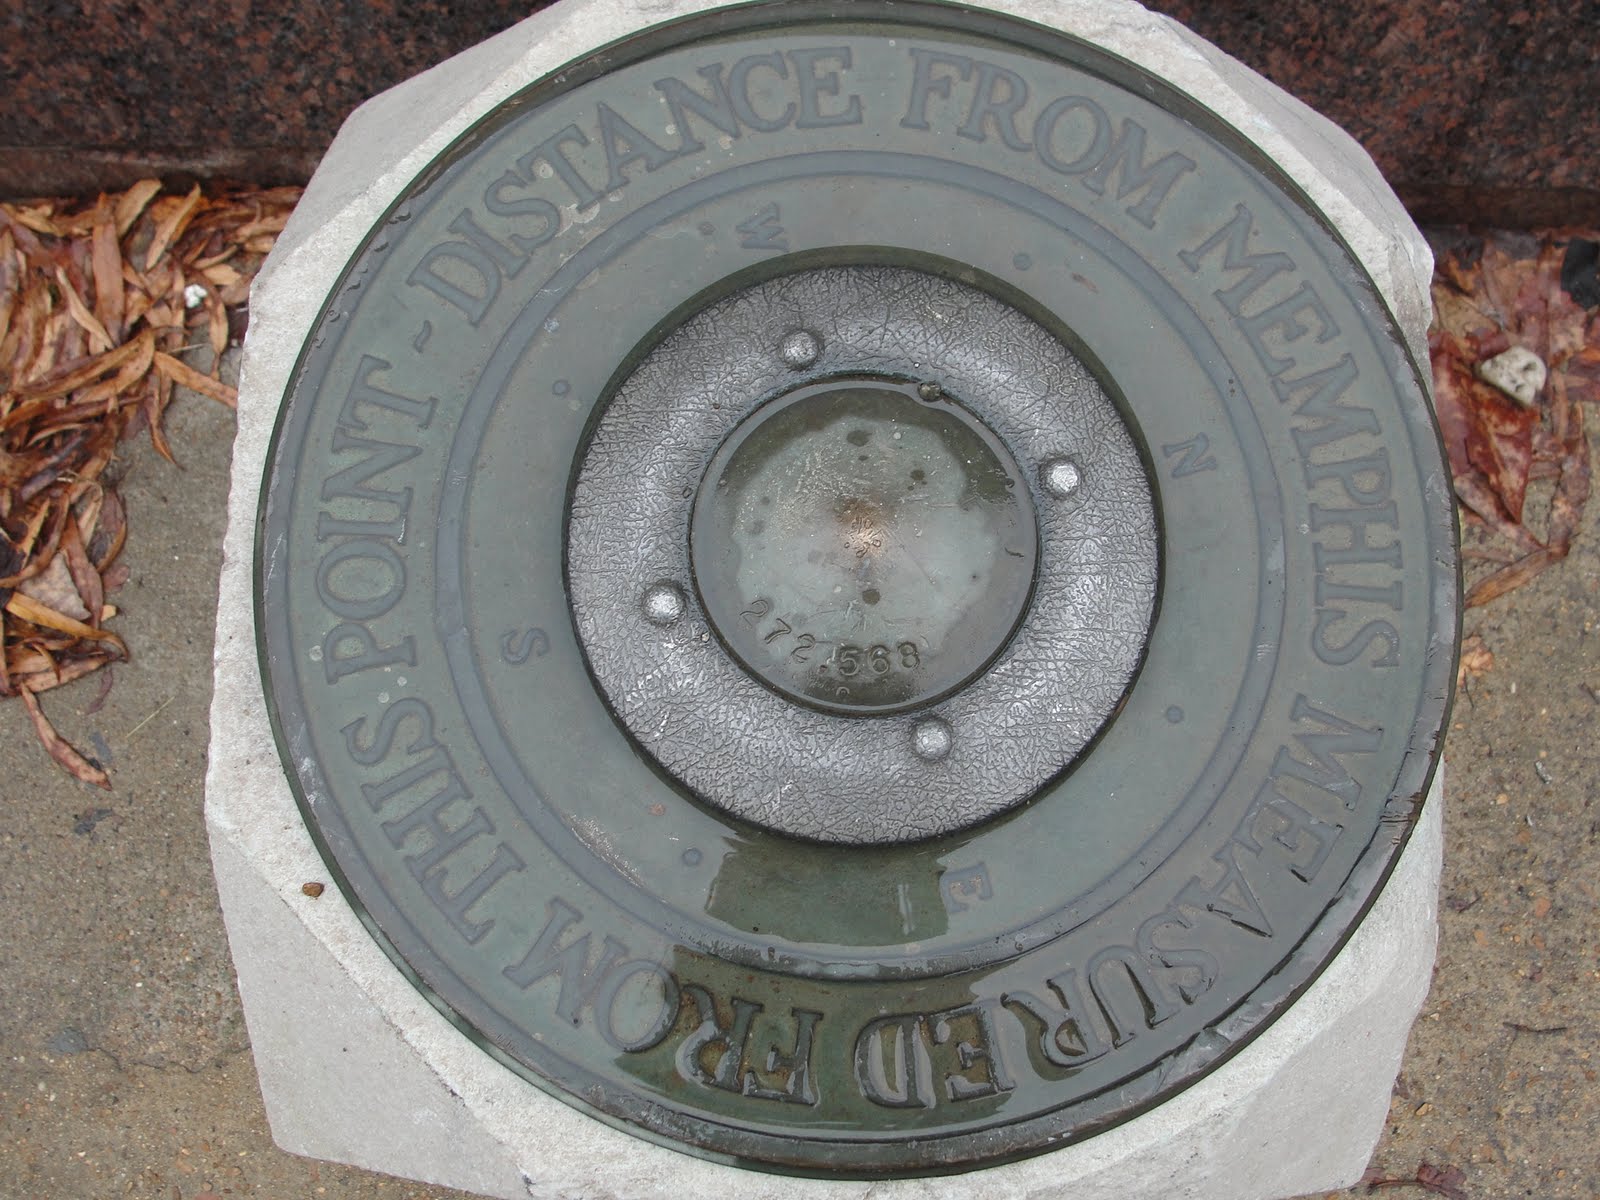 DISTANCE FROM MEMPHIS MEASURED FROM THIS POINT ~
W
N
S
E
272.568